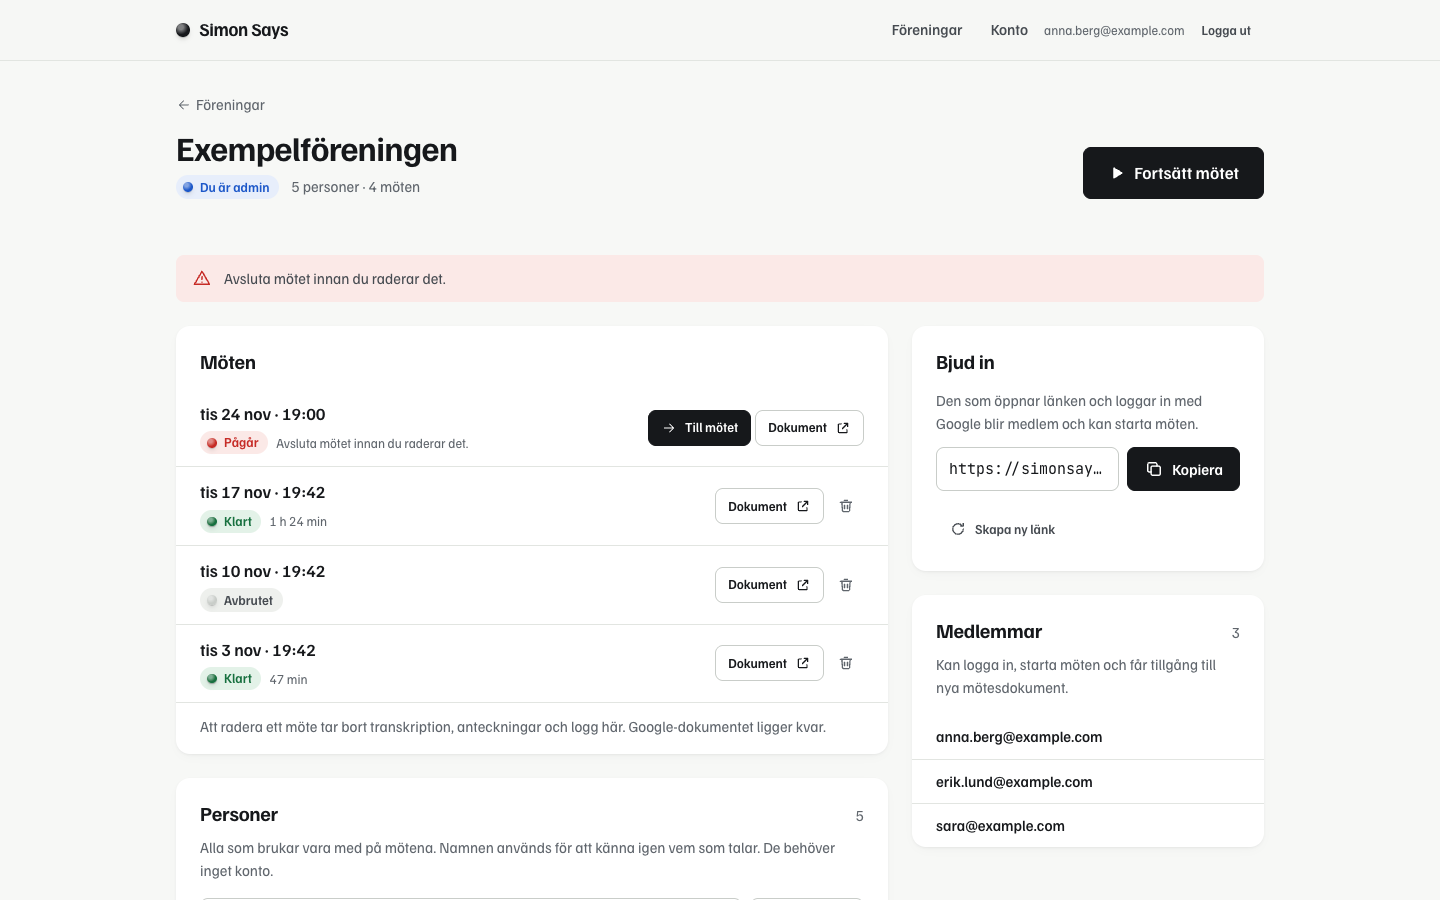 Simon Says
Föreningar
Konto
anna.berg@example.com
Logga ut
← Föreningar
Exempelföreningen
Du är admin
5 personer · 4 möten
Fortsätt mötet
Avsluta mötet innan du raderar det.
Möten
tis 24 nov · 19:00
Pågår
Avsluta mötet innan du raderar det.
Till mötet
Dokument
tis 17 nov · 19:42
Klart
1 h 24 min
Dokument
tis 10 nov · 19:42
Avbrutet
Dokument
tis 3 nov · 19:42
Klart
47 min
Dokument
Att radera ett möte tar bort transkription, anteckningar och logg här. Google-dokumentet ligger kvar.
Personer
5
Alla som brukar vara med på mötena. Namnen används för att känna igen vem som talar. De behöver
inget konto.
Bjud in
Den som öppnar länken och loggar in med
Google blir medlem och kan starta möten.
https://simonsay…
Kopiera
Skapa ny länk
Medlemmar
3
Kan logga in, starta möten och får tillgång till
nya mötesdokument.
anna.berg@example.com
erik.lund@example.com
sara@example.com